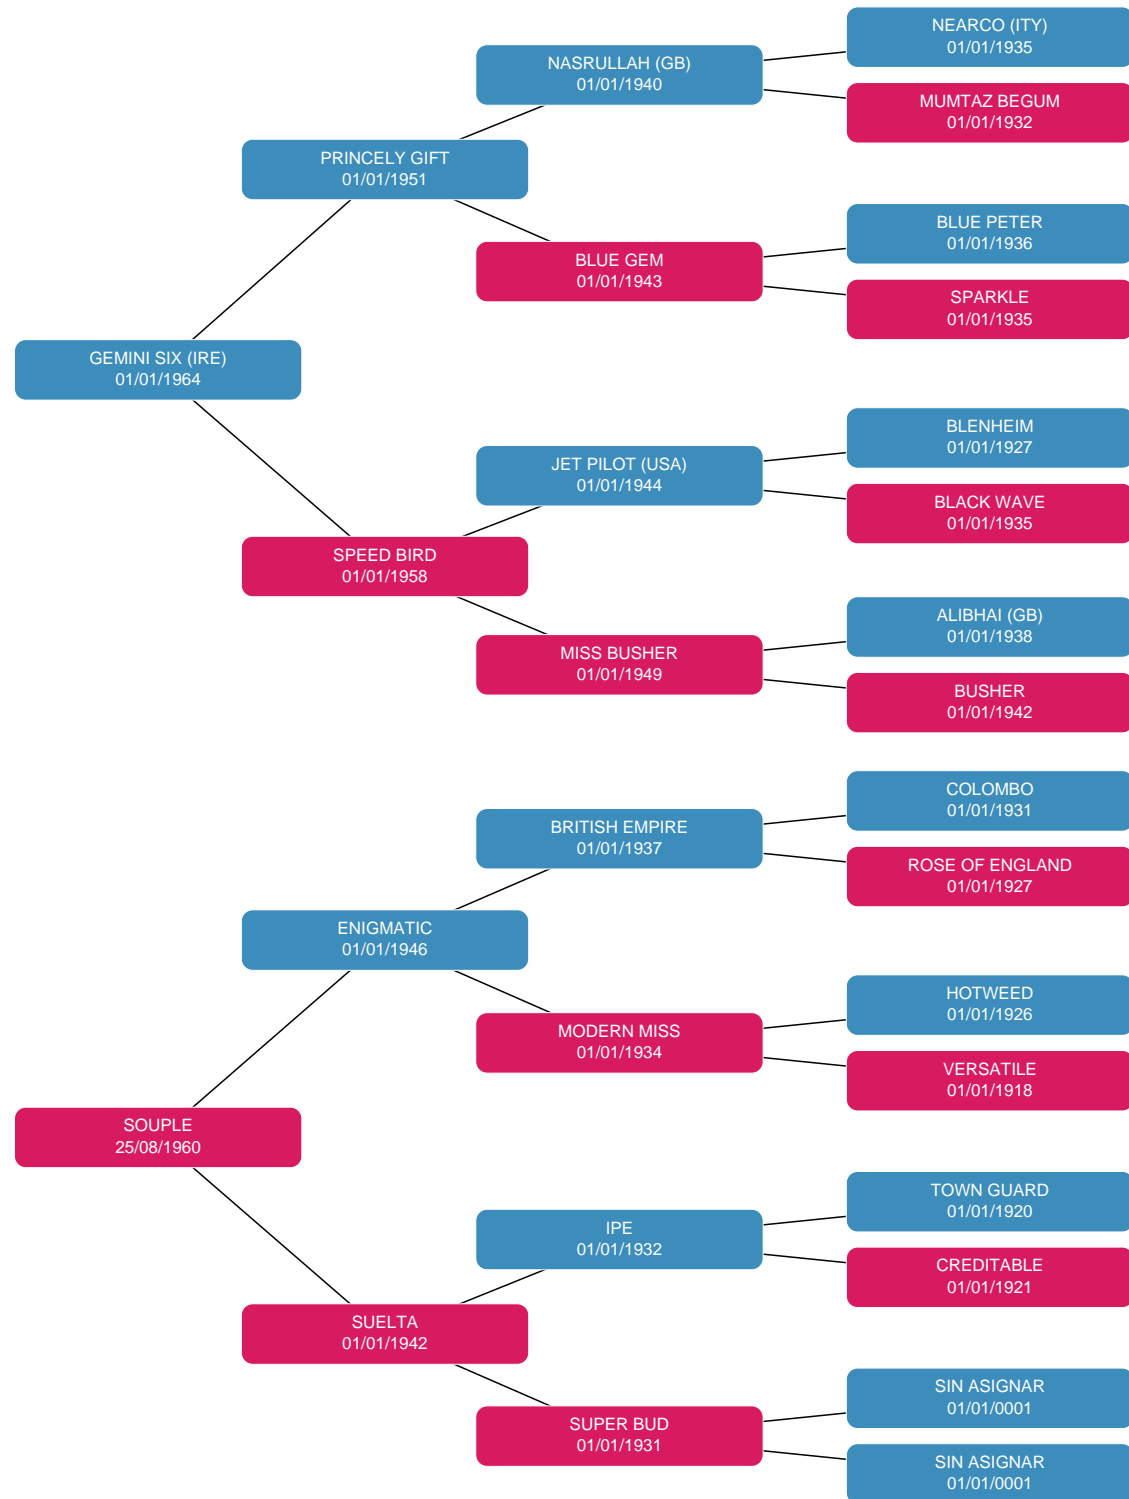 NEARCO (ITY)
01/01/1935
NASRULLAH (GB)
01/01/1940
MUMTAZ BEGUM
01/01/1932
PRINCELY GIFT
01/01/1951
BLUE PETER
01/01/1936
BLUE GEM
01/01/1943
SPARKLE
01/01/1935
GEMINI SIX (IRE)
01/01/1964
BLENHEIM
01/01/1927
JET PILOT (USA)
01/01/1944
BLACK WAVE
01/01/1935
SPEED BIRD
01/01/1958
ALIBHAI (GB)
01/01/1938
MISS BUSHER
01/01/1949
BUSHER
01/01/1942
COLOMBO
01/01/1931
BRITISH EMPIRE
01/01/1937
ROSE OF ENGLAND
01/01/1927
ENIGMATIC
01/01/1946
HOTWEED
01/01/1926
MODERN MISS
01/01/1934
VERSATILE
01/01/1918
SOUPLE
25/08/1960
TOWN GUARD
01/01/1920
IPE
01/01/1932
CREDITABLE
01/01/1921
SUELTA
01/01/1942
SIN ASIGNAR
01/01/0001
SUPER BUD
01/01/1931
SIN ASIGNAR
01/01/0001